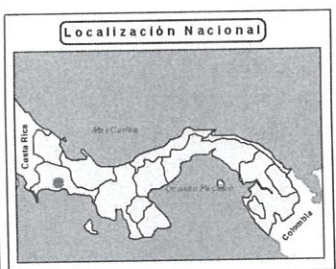 Localización Nacional
Mar Caribe
Costa Rica
Océano Pacífico
Colombia